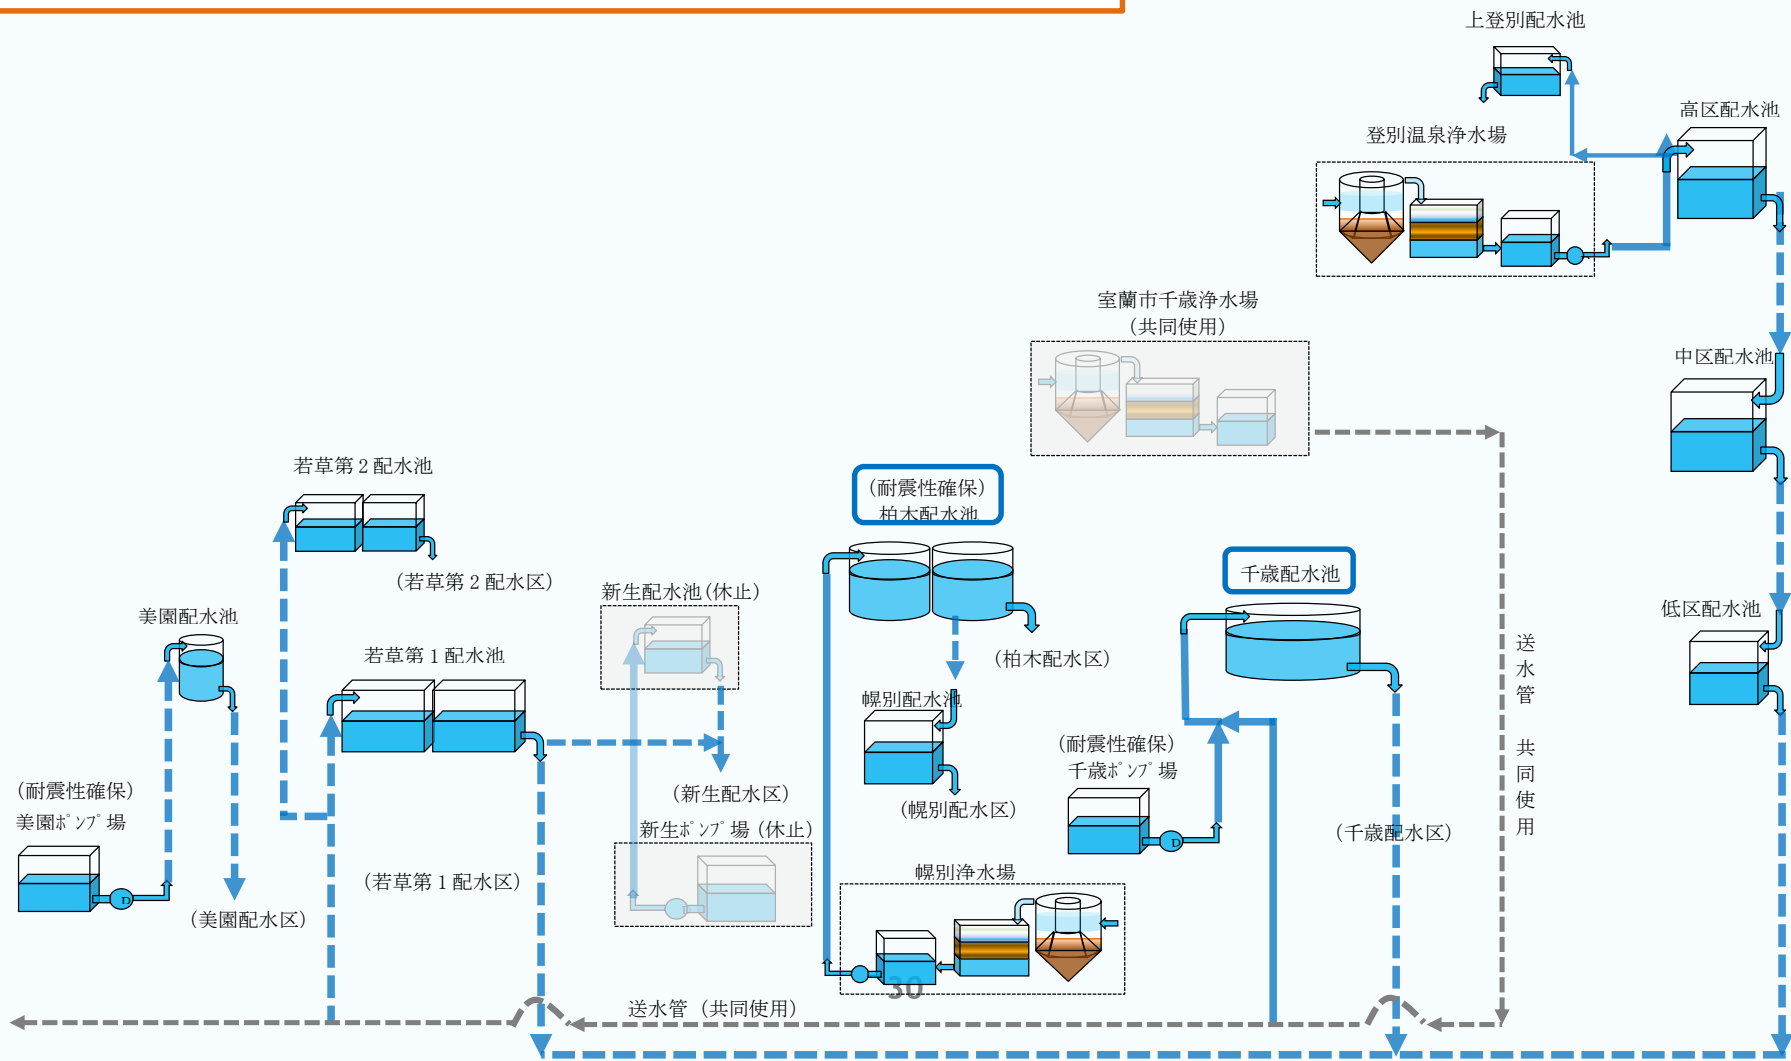 上登別配水池
高区配水池
登別温泉浄水場
室蘭市千歳浄水場
（共同使用）
中区配水池
若草第２配水池
(耐震性確保)
柏木配水池
千歳配水池
(若草第２配水区)
新生配水池(休止)
美園配水池
低区配水池
若草第１配水池
(柏木配水区)
送水管　共同使用
幌別配水池
(耐震性確保)
千歳ﾎﾟﾝﾌﾟ場
(耐震性確保)
美園ﾎﾟﾝﾌﾟ場
(新生配水区)
(幌別配水区)
新生ﾎﾟﾝﾌﾟ場(休止)
(千歳配水区)
P
(若草第１配水区)
幌別浄水場
P
(美園配水区)
30
送水管（共同使用）